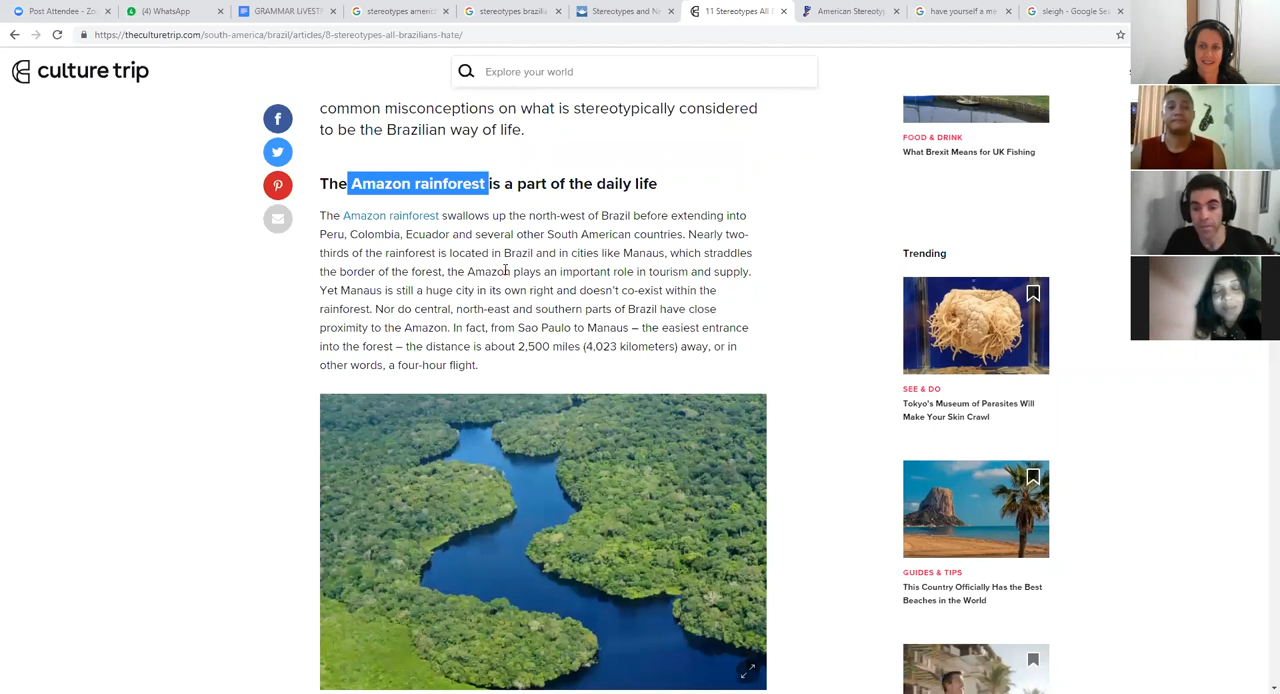 Post Attendee - Zo
(4) WhatsApp
GRAMMAR LiVEST
stereotypes americ
stereotypes brazilia
Stereotypes and Ne
11 Stereotypes All
American Stereoty
have yourself a me
sleigh - Google Sea
https://theculturetrip.com/south-america/brazil/articles/8-stereotypes-all-brazilians-hate/
culture trip
Explore your world
common misconceptions on what is stereotypically considered
to be the Brazilian way of life.
The Amazon rainforest is a part of the daily life
The Amazon rainforest swallows up the north-west of Brazil before extending into
Peru, Colombia, Ecuador and several other South American countries. Nearly two-
thirds of the rainforest is located in Brazil and in cities like Manaus, which straddles
the border of the forest, the Amazon plays an important role in tourism and supply.
Yet Manaus is still a huge city in its own right and doesn't co-exist within the
rainforest. Nor do central, north-east and southern parts of Brazil have close
proximity to the Amazon. In fact, from Sao Paulo to Manaus – the easiest entrance
into the forest – the distance is about 2,500 miles (4,023 kilometers) away, or in
other words, a four-hour flight.
FOOD & DRINK
What Brexit Means for UK Fishing
Trending
SEE & DO
Tokyo's Museum of Parasites Will
Make Your Skin Crawl
GUIDES & TIPS
This Country Officially Has the Best
Beaches in the World